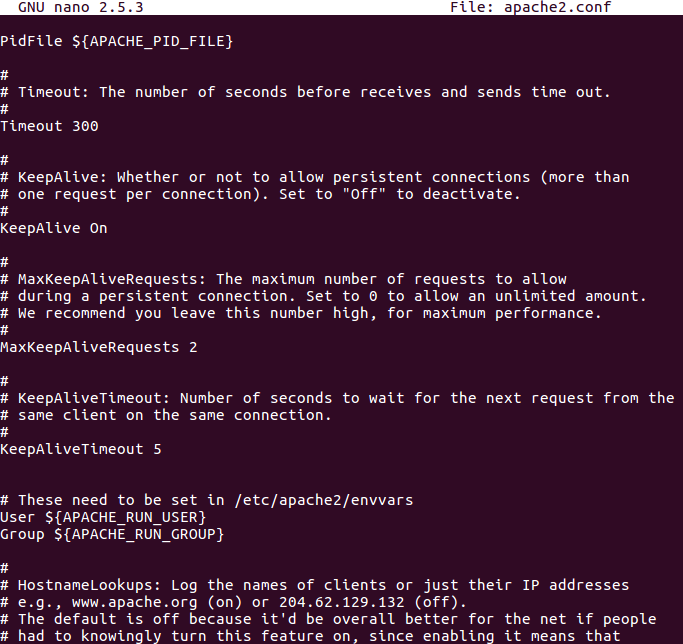 GNU nano 2.5.3 File: apache2.conf
PidFile ${APACHE_PID_FILE}
#
# Timeout: The number of seconds before receives and sends time out.
#
Timeout 300
#
# KeepAlive: Whether or not to allow persistent connections (more than
# one request per connection). Set to "Off" to deactivate.
#
KeepAlive On
#
# MaxKeepAliveRequests: The maximum number of requests to allow
# during a persistent connection. Set to 0 to allow an unlimited amount.
# We recommend you leave this number high, for maximum performance.
#
MaxKeepAliveRequests 2
#
# KeepAliveTimeout: Number of seconds to wait for the next request from the
# same client on the same connection.
#
KeepAliveTimeout 5
# These need to be set in /etc/apache2/envvars
User ${APACHE_RUN_USER}
Group ${APACHE_RUN_GROUP}
#
# HostnameLookups: Log the names of clients or just their IP addresses
# e.g., www.apache.org (on) or 204.62.129.132 (off).
# The default is off because it'd be overall better for the net if people
# had to knowingly turn this feature on, since enabling it means that